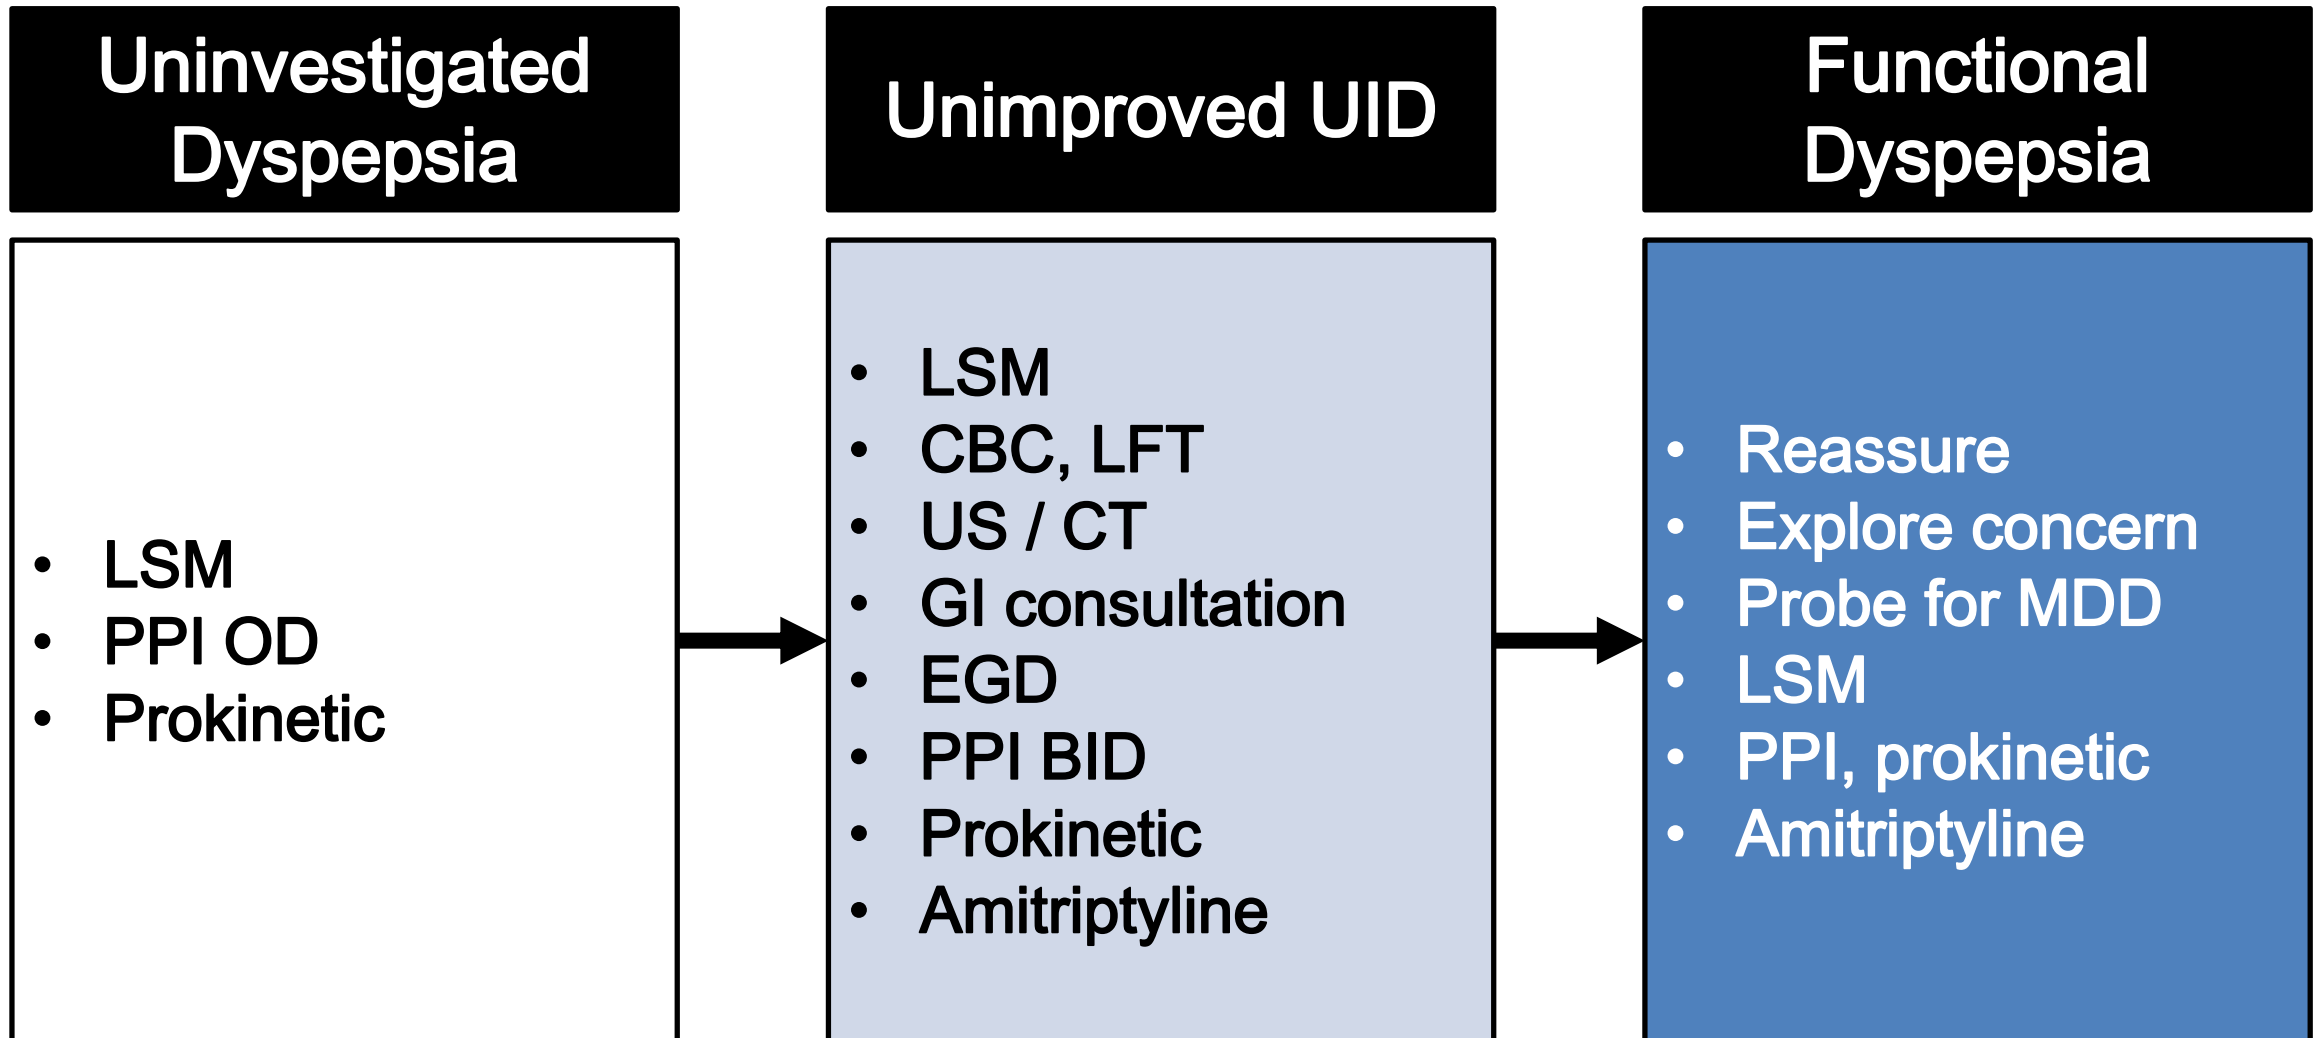 Uninvestigated
Dyspepsia
• LSM
• PPI OD
• Prokinetic
Unimproved UID
• LSM
• CBC, LFT
• US / CT
• GI consultation
• EGD
• PPI BID
• Prokinetic
• Amitriptyline
Functional
Dyspepsia
• Reassure
• Explore concern
• Probe for MDD
• LSM
• PPI, prokinetic
• Amitriptyline